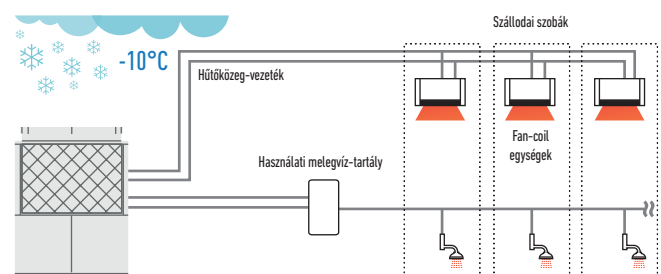 Szállodai szobák
-10°C
Hűtőközeg-vezeték
Fan-coil
egységek
Használati melegvíz-tartály